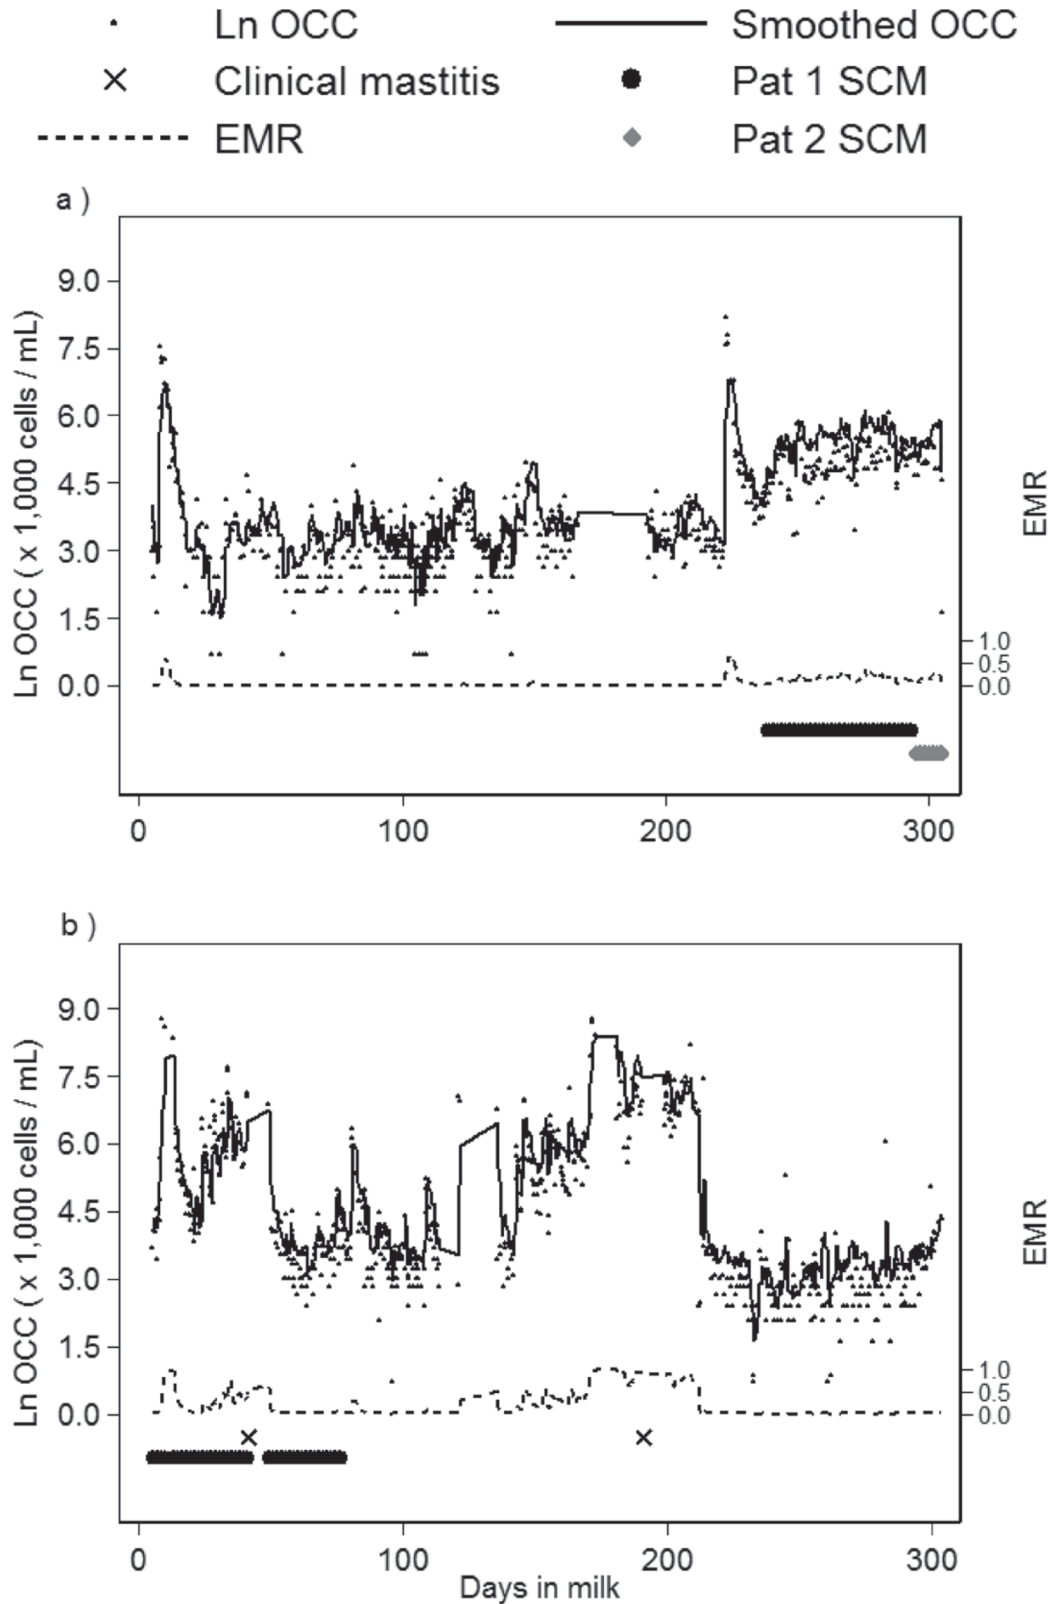 Ln OCC Smoothed OCC
Clinical mastitis Pat 1 SCM
EMR Pat 2 SCM
a )
Ln OCC ( x 1,000 cells / mL)
9.0
7.5
6.0
4.5
3.0
1.5
0.0
EMR
1.0
0.5
0.0
0 100 200 300
b )
Ln OCC ( x 1,000 cells / mL)
9.0
7.5
6.0
4.5
3.0
1.5
0.0
EMR
1.0
0.5
0.0
0 100 200 300
Days in milk